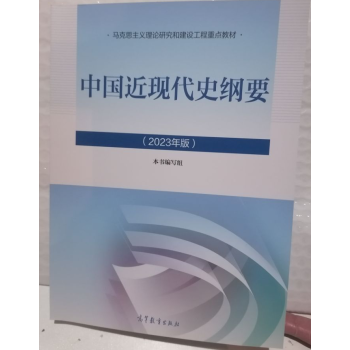 ·马克思主义理论研究和建设工程重点教材·
中国近现代史纲要
（2023年版）
本书编写组
高等教育出版社